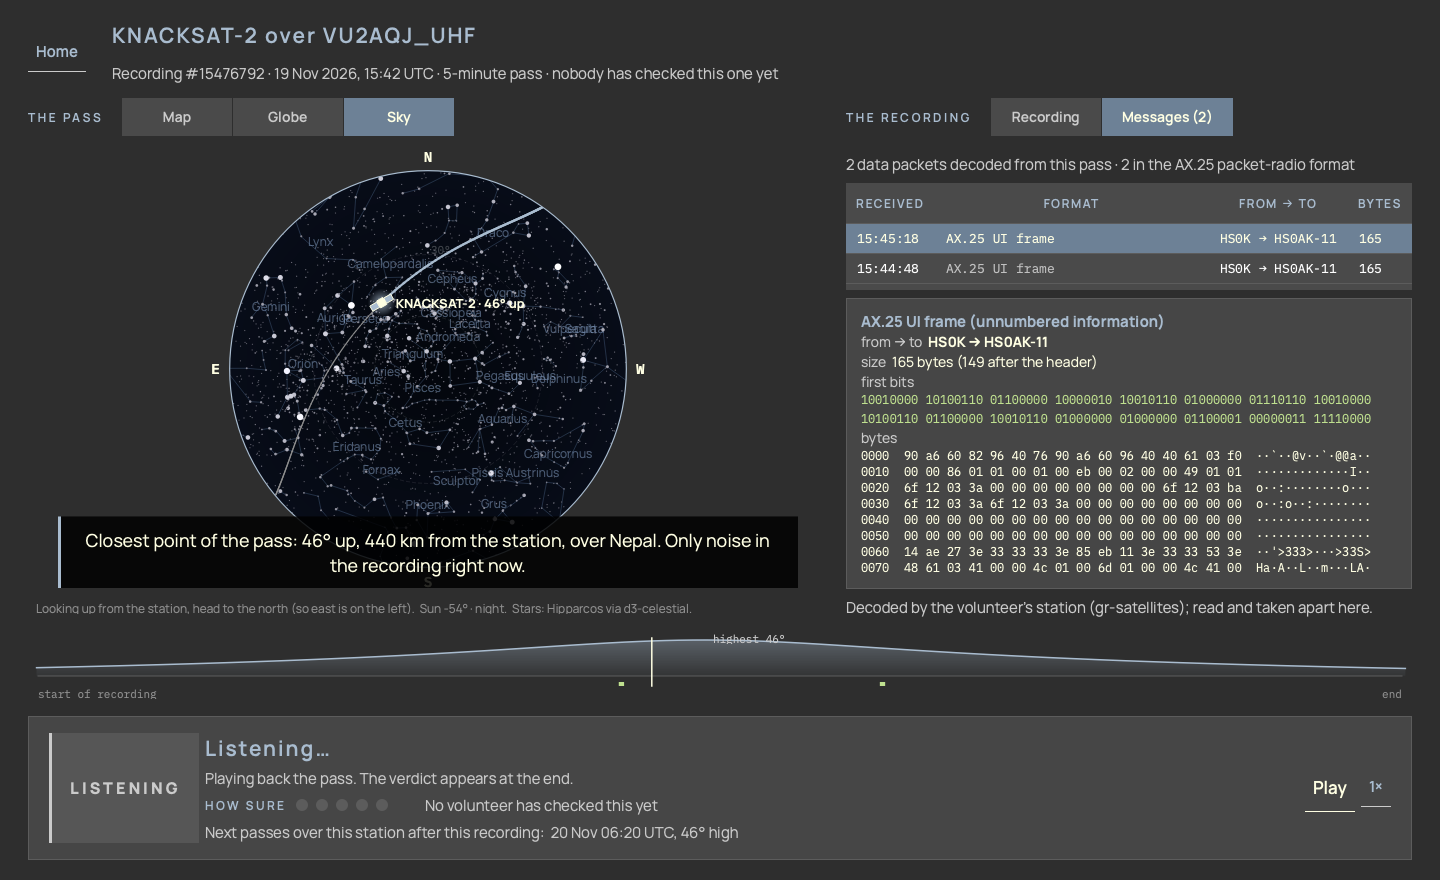 Home
KNACKSAT-2 over VU2AQJ_UHF
Recording #15476792 · 19 Nov 2026, 15:42 UTC · 5-minute pass · nobody has checked this one yet
THE PASS
Map
Globe
Sky
N
E
W
S
30°
Lynx
Draco
Camelopardalis
Cepheus
Cygnus
KNACKSAT-2 · 46° up
Gemini
Auriga
Perseus
Cassiopeia
Lacerta
Vulpecula
Sagitta
Andromeda
Triangulum
Orion
Aries
Taurus
Pisces
Pegasus
Equuleus
Delphinus
Cetus
Aquarius
Eridanus
Capricornus
Fornax
Piscis Austrinus
Sculptor
Phoenix
Grus
Closest point of the pass: 46° up, 440 km from the station, over Nepal. Only noise in
the recording right now.
Looking up from the station, head to the north (so east is on the left). Sun -54° · night. Stars: Hipparcos via d3-celestial.
THE RECORDING
Recording
Messages (2)
2 data packets decoded from this pass · 2 in the AX.25 packet-radio format
RECEIVED FORMAT FROM → TO BYTES
15:45:18 AX.25 UI frame HS0K → HS0AK-11 165
15:44:48 AX.25 UI frame HS0K → HS0AK-11 165
AX.25 UI frame (unnumbered information)
from → to HS0K → HS0AK-11
size 165 bytes (149 after the header)
first bits
10010000 10100110 01100000 10000010 10010110 01000000 01110110 10010000
10100110 01100000 10010110 01000000 01000000 01100001 00000011 11110000
bytes
0000 90 a6 60 82 96 40 76 90 a6 60 96 40 40 61 03 f0 ··`··@v··`·@@a··
0010 00 00 86 01 01 00 01 00 eb 00 02 00 00 49 01 01 ·············I··
0020 6f 12 03 3a 00 00 00 00 00 00 00 00 6f 12 03 ba o··:········o···
0030 6f 12 03 3a 6f 12 03 3a 00 00 00 00 00 00 00 00 o··:o··:········
0040 00 00 00 00 00 00 00 00 00 00 00 00 00 00 00 00 ················
0050 00 00 00 00 00 00 00 00 00 00 00 00 00 00 00 00 ················
0060 14 ae 27 3e 33 33 33 3e 85 eb 11 3e 33 33 53 3e ··'>333>···>33S>
0070 48 61 03 41 00 00 4c 01 00 6d 01 00 00 4c 41 00 Ha·A··L··m···LA·
Decoded by the volunteer's station (gr-satellites); read and taken apart here.
highest 46°
start of recording
end
LISTENING
Listening…
Playing back the pass. The verdict appears at the end.
HOW SURE
No volunteer has checked this yet
Next passes over this station after this recording: 20 Nov 06:20 UTC, 46° high
Play
1×